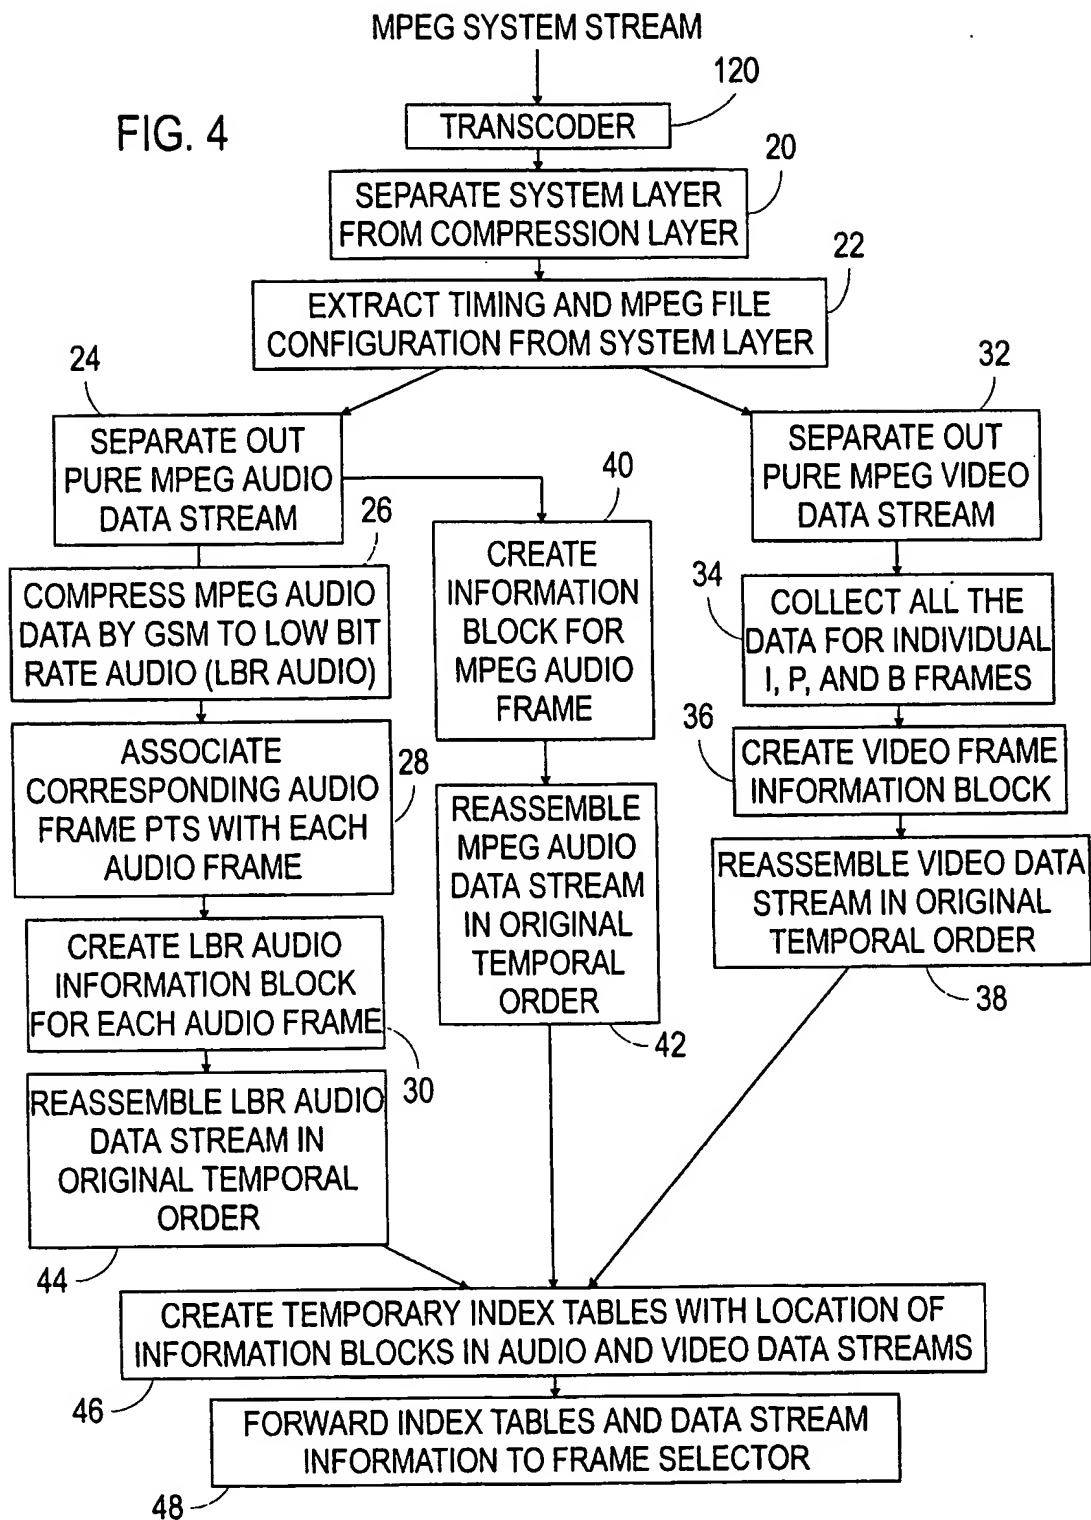 MPEG SYSTEM STREAM
FIG. 4
120
TRANSCODER
20
SEPARATE SYSTEM LAYER
FROM COMPRESSION LAYER
22
EXTRACT TIMING AND MPEG FILE
CONFIGURATION FROM SYSTEM LAYER
24
SEPARATE OUT
PURE MPEG AUDIO
DATA STREAM
26
COMPRESS MPEG AUDIO
DATA BY GSM TO LOW BIT
RATE AUDIO (LBR AUDIO)
28
ASSOCIATE
CORRESPONDING AUDIO
FRAME PTS WITH EACH
AUDIO FRAME
CREATE LBR AUDIO
INFORMATION BLOCK
FOR EACH AUDIO FRAME
30
REASSEMBLE LBR AUDIO
DATA STREAM IN
ORIGINAL TEMPORAL
ORDER
44
40
CREATE
INFORMATION
BLOCK FOR
MPEG AUDIO
FRAME
REASSEMBLE
MPEG AUDIO
DATA STREAM
IN ORIGINAL
TEMPORAL
ORDER
42
32
SEPARATE OUT
PURE MPEG VIDEO
DATA STREAM
34
COLLECT ALL THE
DATA FOR INDIVIDUAL
I, P, AND B FRAMES
36
CREATE VIDEO FRAME
INFORMATION BLOCK
REASSEMBLE VIDEO DATA
STREAM IN ORIGINAL
TEMPORAL ORDER
38
CREATE TEMPORARY INDEX TABLES WITH LOCATION OF
INFORMATION BLOCKS IN AUDIO AND VIDEO DATA STREAMS
46
FORWARD INDEX TABLES AND DATA STREAM
INFORMATION TO FRAME SELECTOR
48